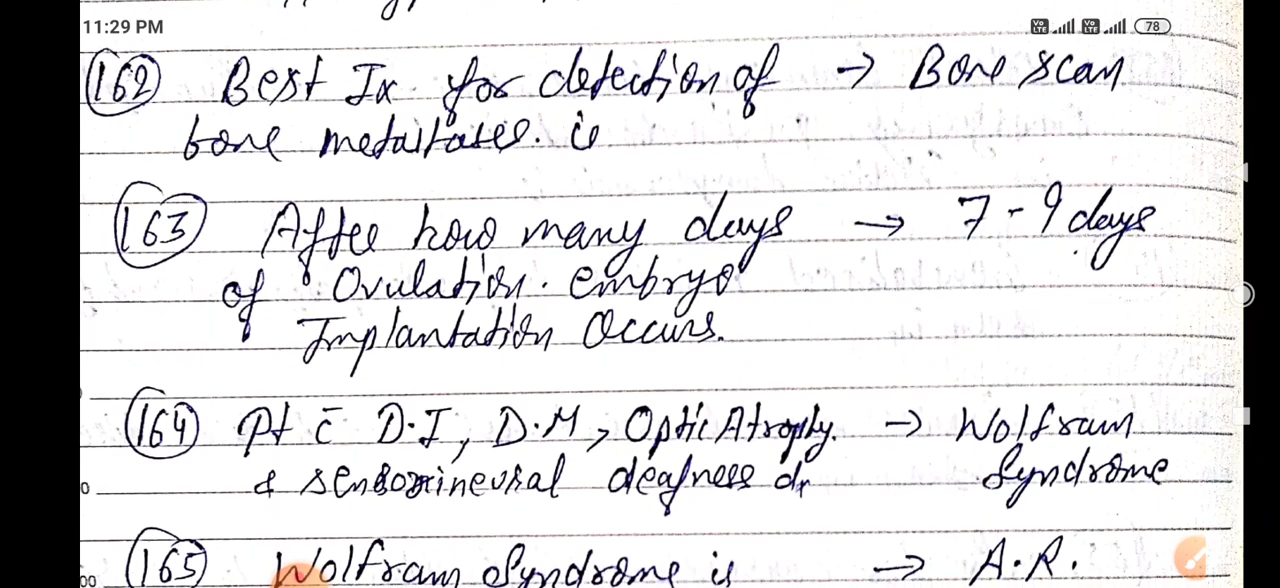 11:29 PM 78
162 Best Ix for detection of → Bone scan
bone metastases. is
163 After how many days → 7-9 days
of Ovulation. embryo
Implantation Occurs.
164 Pt c̄ D.I, D.M, Optic Atrophy. → Wolfram
& sensorineural deafness dx Syndrome
165 Wolfram Syndrome is → A.R.